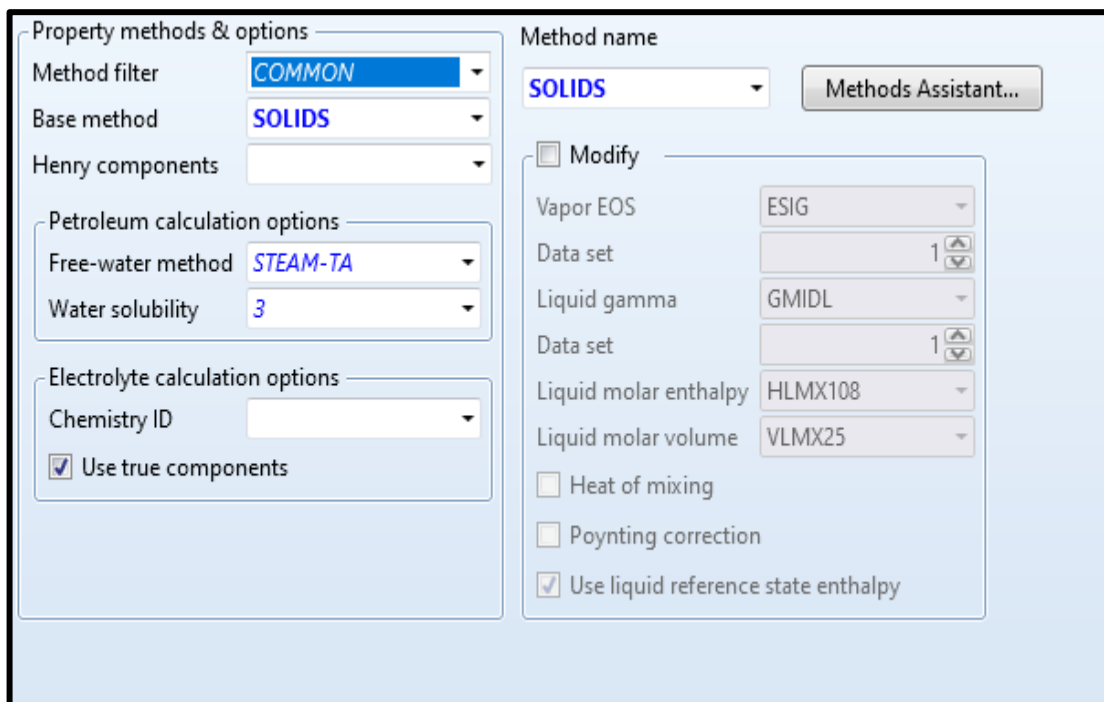 Property methods & options
Method filter COMMON
Base method SOLIDS
Henry components
Petroleum calculation options
Free-water method STEAM-TA
Water solubility 3
Electrolyte calculation options
Chemistry ID
Use true components
Method name
SOLIDS Methods Assistant...
Modify
Vapor EOS ESIG
Data set 1
Liquid gamma GMIDL
Data set 1
Liquid molar enthalpy HLMX108
Liquid molar volume VLMX25
Heat of mixing
Poynting correction
Use liquid reference state enthalpy